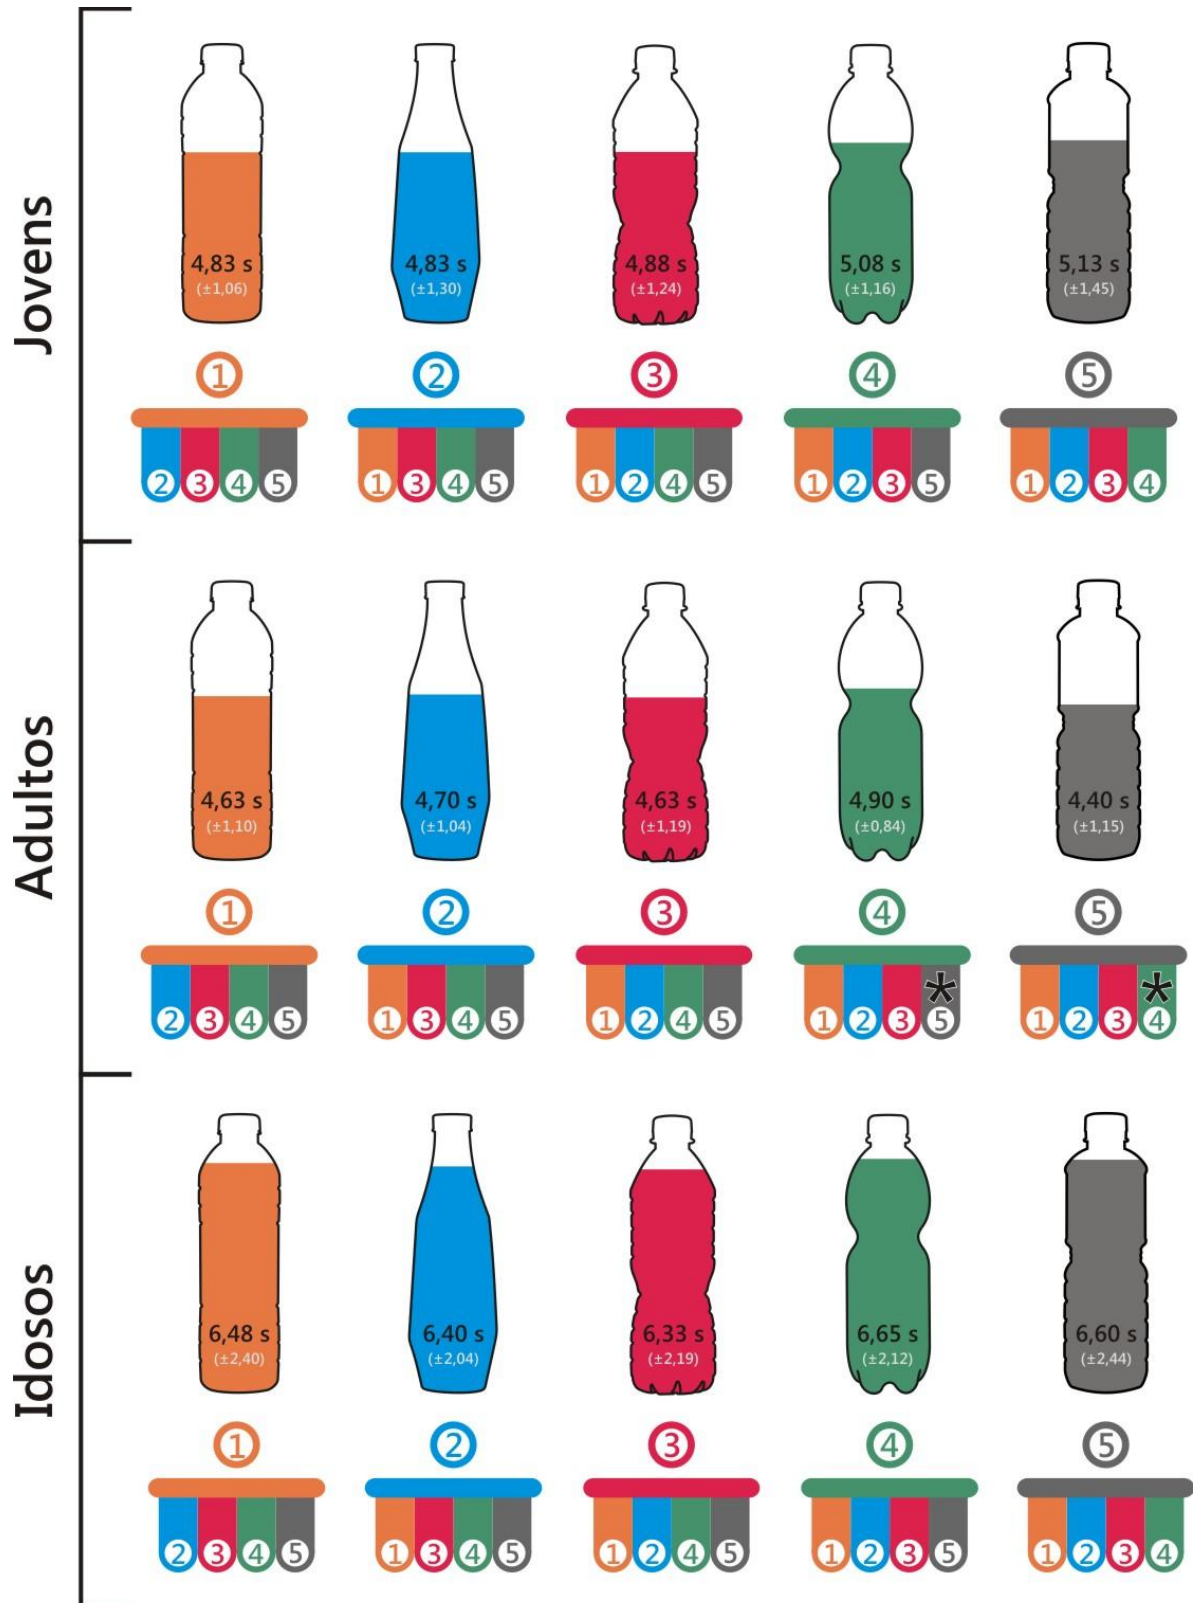 Jovens
4,83 s 4,83 s 4,88 s 5,08 s 5,13 s
(±1,06) (±1,30) (±1,24) (±1,16) (±1,45)
1 2 3 4 5
2 3 4 5 1 3 4 5 1 2 4 5 1 2 3 5 1 2 3 4
Adultos
4,63 s 4,70 s 4,63 s 4,90 s 4,40 s
(±1,10) (±1,04) (±1,19) (±0,84) (±1,15)
1 2 3 4 5
* *
2 3 4 5 1 3 4 5 1 2 4 5 1 2 3 5 1 2 3 4
Idosos
6,48 s 6,40 s 6,33 s 6,65 s 6,60 s
(±2,40) (±2,04) (±2,19) (±2,12) (±2,44)
1 2 3 4 5
2 3 4 5 1 3 4 5 1 2 4 5 1 2 3 5 1 2 3 4